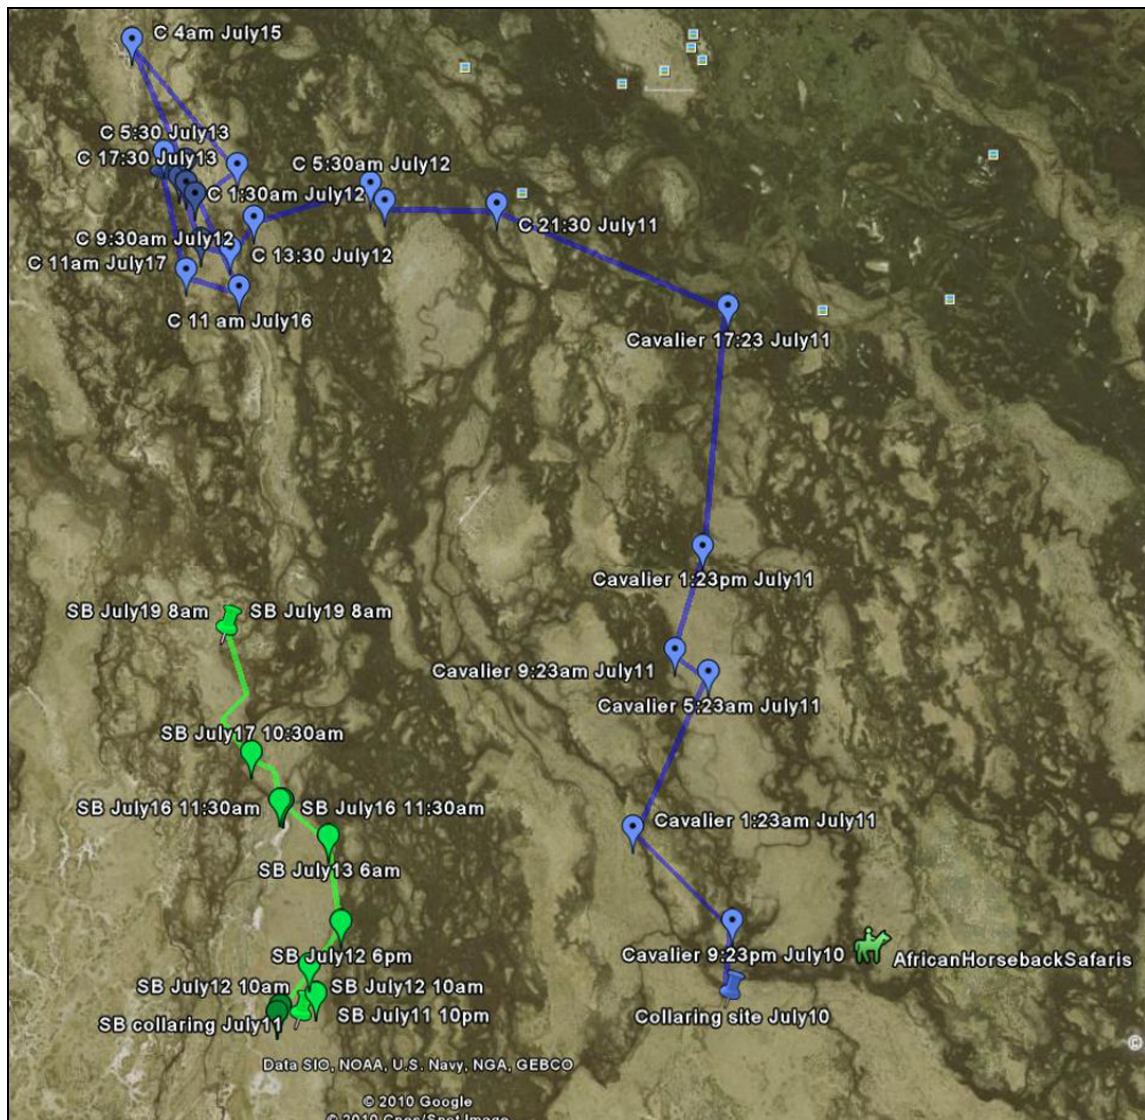 C 4am July15
C 5:30 July13
C 17:30 July13
C 5:30am July12
C 1:30am July12
C 21:30 July11
C 9:30am July12
C 13:30 July12
C 11am July17
C 11 am July16
Cavalier 17:23 July11
Cavalier 1:23pm July11
SB July19 8am
SB July19 8am
Cavalier 9:23am July11
Cavalier 5:23am July11
SB July17 10:30am
SB July16 11:30am
SB July16 11:30am
Cavalier 1:23am July11
SB July13 6am
SB July12 6pm
Cavalier 9:23pm July10
AfricanHorsebackSafaris
SB July12 10am
SB July12 10am
SB July11 10pm
SB collaring July11
Collaring site July10
©
Data SIO, NOAA, U.S. Navy, NGA, GEBCO
© 2010 Google
© 2010 Cnes/Spot Image